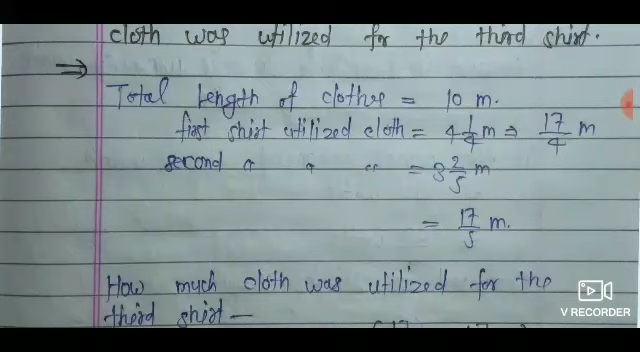 cloth was utilized for the third shirt.
⇒
Total Length of clothes = 10 m.
first shirt utilized cloth = 4 1/4 m ⇒ 17/4 m
second " " " = 3 2/5 m
= 17/5 m.
How much cloth was utilized for the
third shirt —
V RECORDER